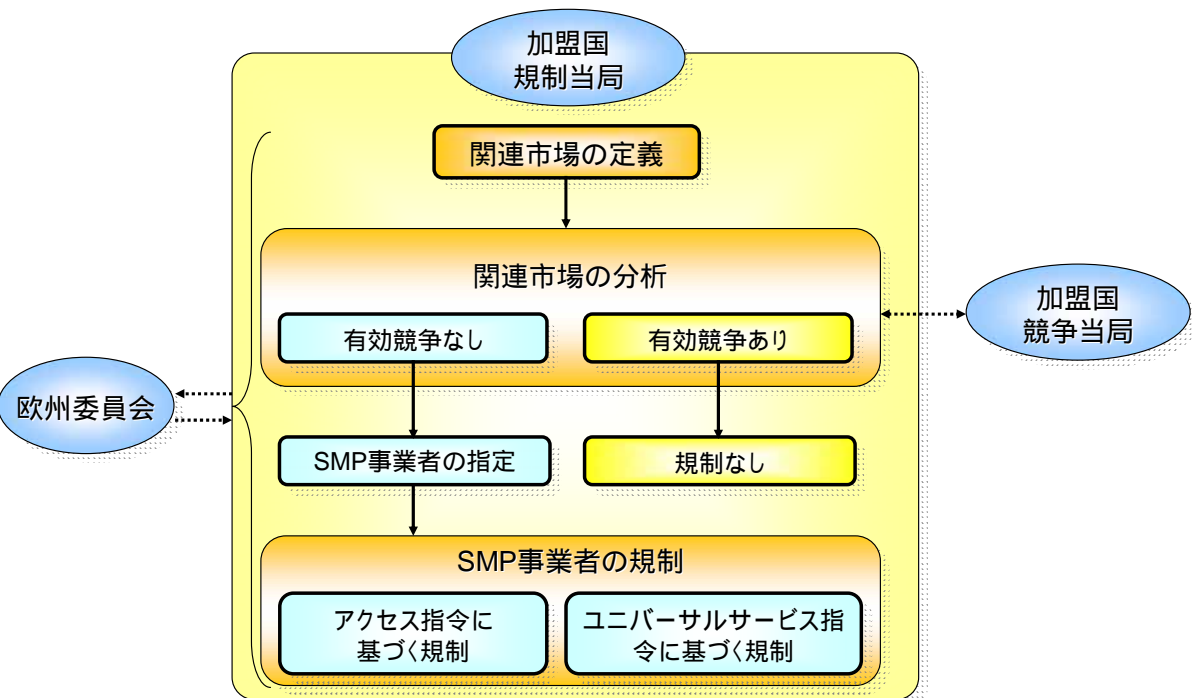 加盟国
規制当局
関連市場の定義
関連市場の分析
有効競争なし
有効競争あり
加盟国
競争当局
欧州委員会
SMP事業者の指定
規制なし
SMP事業者の規制
アクセス指令に
基づく規制
ユニバーサルサービス指
令に基づく規制